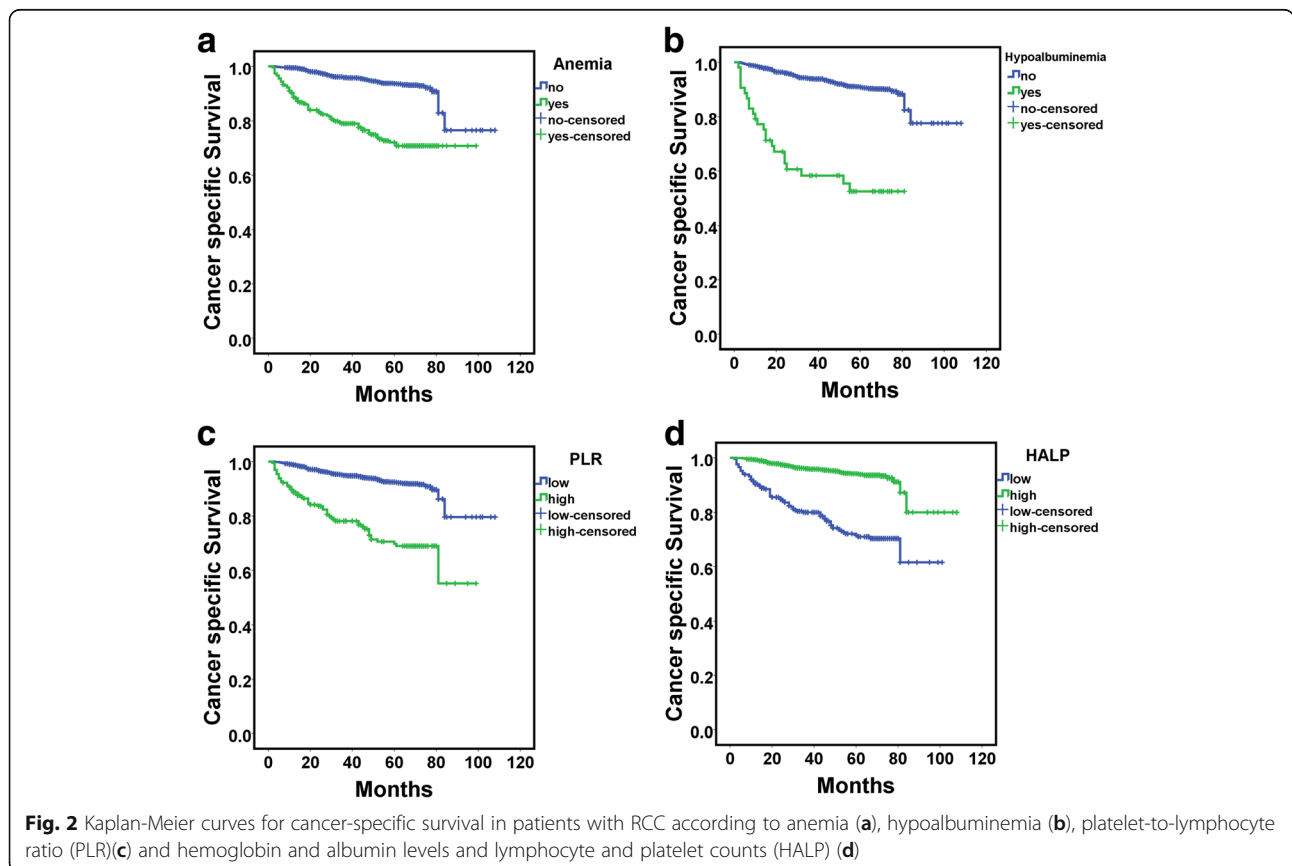 a
Anemia
no
yes
no-censored
yes-censored
Cancer specific Survival
1.0
0.8
0.6
0.4
0.2
0.0
0 20 40 60 80 100 120
Months
b
Hypoalbuminemia
no
yes
no-censored
yes-censored
Cancer specific Survival
1.0
0.8
0.6
0.4
0.2
0.0
0 20 40 60 80 100 120
Months
c
PLR
low
high
low-censored
high-censored
Cancer specific Survival
1.0
0.8
0.6
0.4
0.2
0.0
0 20 40 60 80 100 120
Months
d
HALP
low
high
low-censored
high-censored
Cancer specific Survival
1.0
0.8
0.6
0.4
0.2
0.0
0 20 40 60 80 100 120
Months
Fig. 2 Kaplan-Meier curves for cancer-specific survival in patients with RCC according to anemia (a), hypoalbuminemia (b), platelet-to-lymphocyte
ratio (PLR)(c) and hemoglobin and albumin levels and lymphocyte and platelet counts (HALP) (d)